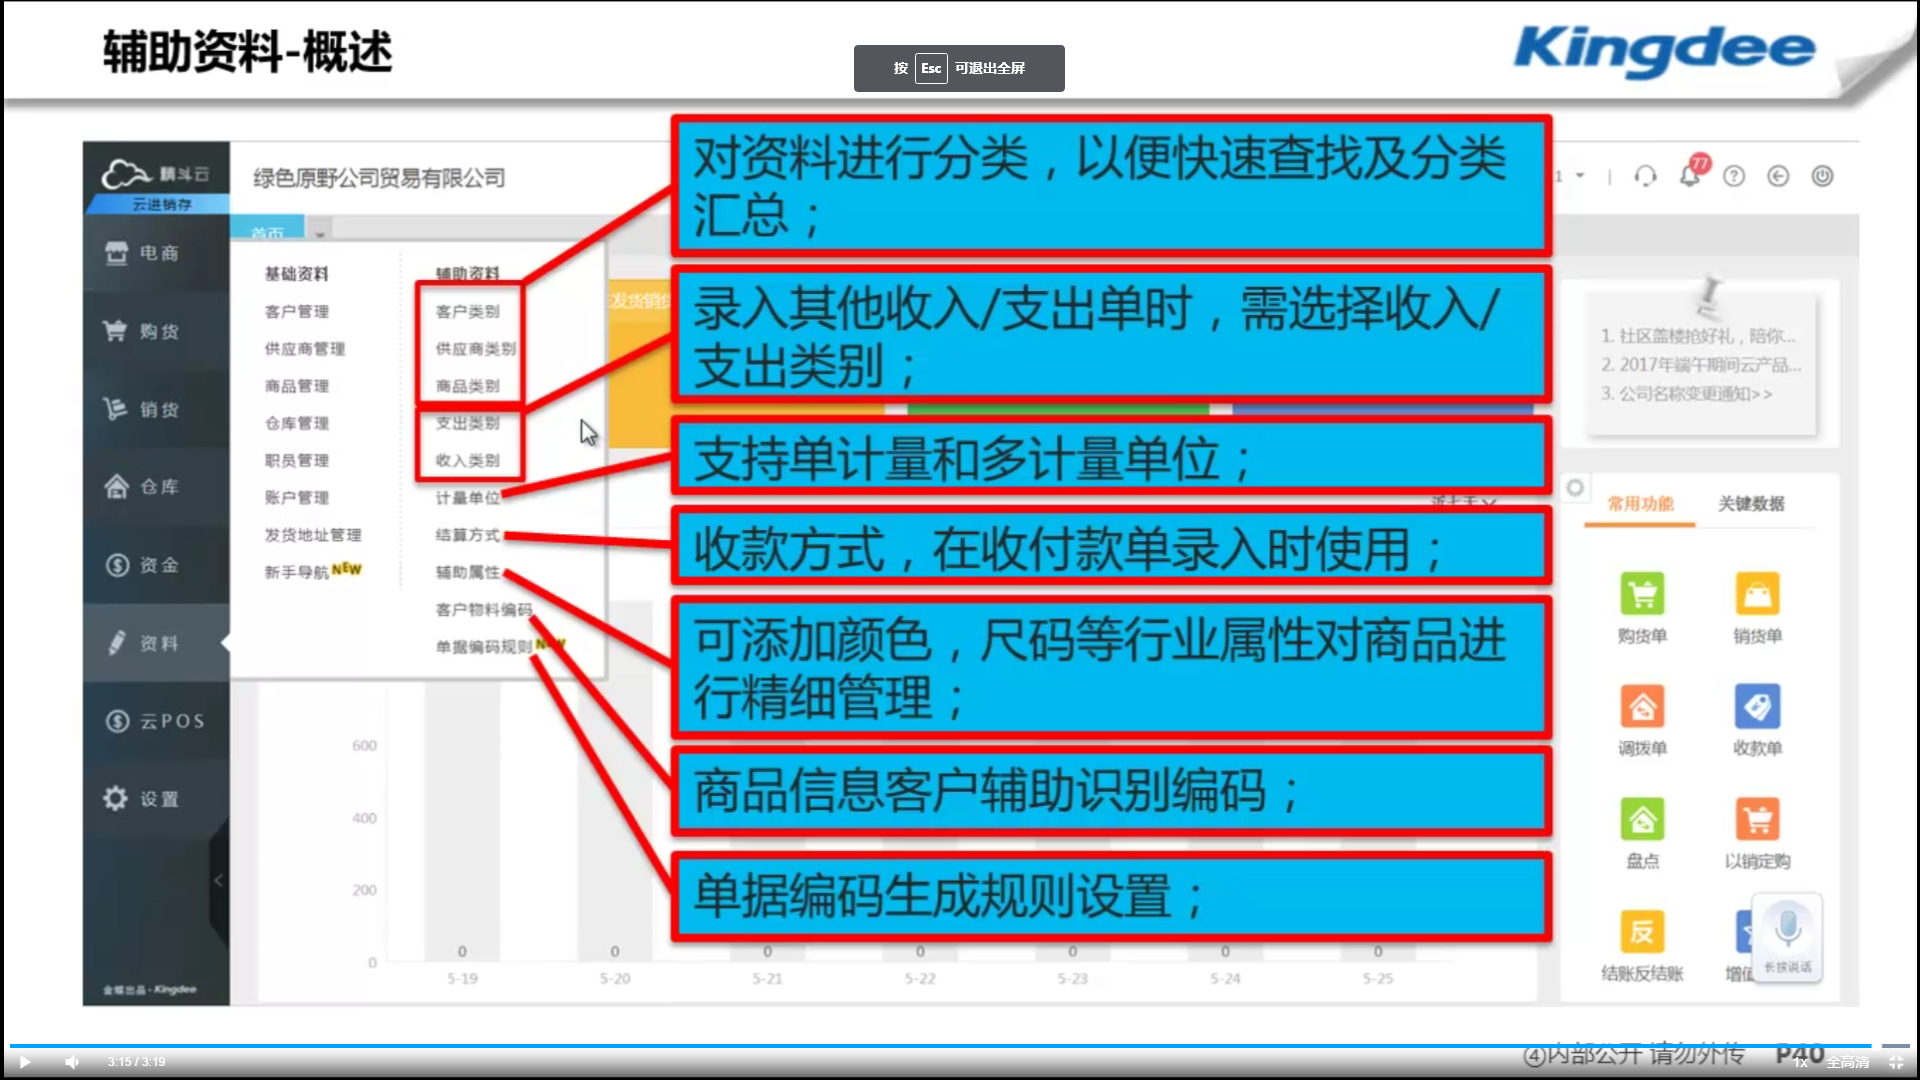 辅助资料-概述
按 Esc 可退出全屏
Kingdee
精斗云
云进销存
绿色原野公司贸易有限公司
1
77
首页
电商
购货
销货
仓库
资金
资料
云POS
设置
金蝶出品·Kingdee
基础资料
客户管理
供应商管理
商品管理
仓库管理
职员管理
账户管理
发货地址管理
新手导航 NEW
辅助资料
客户类别
供应商类别
商品类别
支出类别
收入类别
计量单位
结算方式
辅助属性
客户物料编码
单据编码规则 NEW
对资料进行分类，以便快速查找及分类
汇总；
录入其他收入/支出单时，需选择收入/
支出类别；
支持单计量和多计量单位；
收款方式，在收付款单录入时使用；
可添加颜色，尺码等行业属性对商品进
行精细管理；
商品信息客户辅助识别编码；
单据编码生成规则设置；
发货销货
近七天
600
400
200
0
0 0 0 0 0 0 0
5-19 5-20 5-21 5-22 5-23 5-24 5-25
1. 社区盖楼抢好礼，陪你...
2. 2017年端午期间云产品...
3. 公司名称变更通知>>
常用功能 关键数据
购货单 销货单
调拨单 收款单
盘点 以销定购
反
结账反结账 增值
长按说话
3:15 / 3:19
④内部公开 请勿外传 P40
1x 全高清